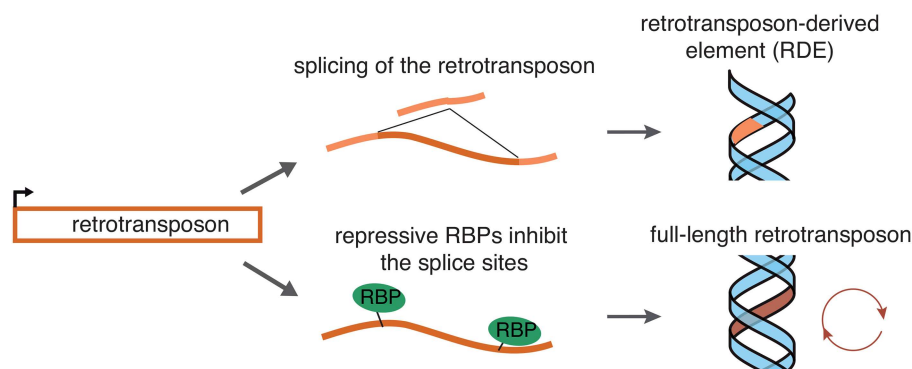 retrotransposon-derived
element (RDE)
splicing of the retrotransposon
retrotransposon
repressive RBPs inhibit
the splice sites
full-length retrotransposon
RBP
RBP